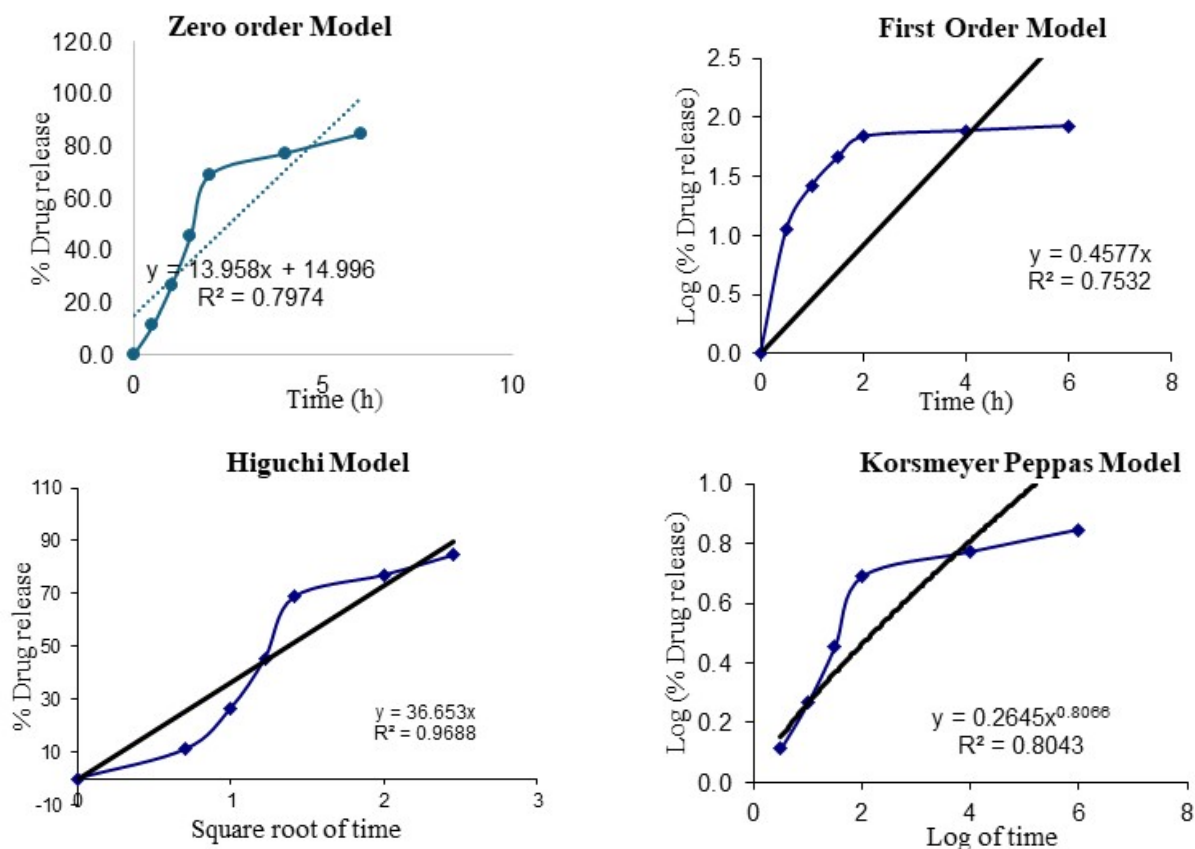 Zero order Model
120.0
100.0
80.0
60.0
40.0
20.0
0.0
% Drug release
y = 13.958x + 14.996
R² = 0.7974
0
5
10
Time (h)
First Order Model
2.5
2.0
1.5
1.0
0.5
0.0
Log (% Drug release)
y = 0.4577x
R² = 0.7532
0
2
4
6
8
Time (h)
Higuchi Model
110
90
70
50
30
10
-10
% Drug release
y = 36.653x
R² = 0.9688
0
1
2
3
Square root of time
Korsmeyer Peppas Model
1.0
0.8
0.6
0.4
0.2
0.0
Log (% Drug release)
y = 0.2645x^0.8066
R² = 0.8043
0
2
4
6
8
Log of time